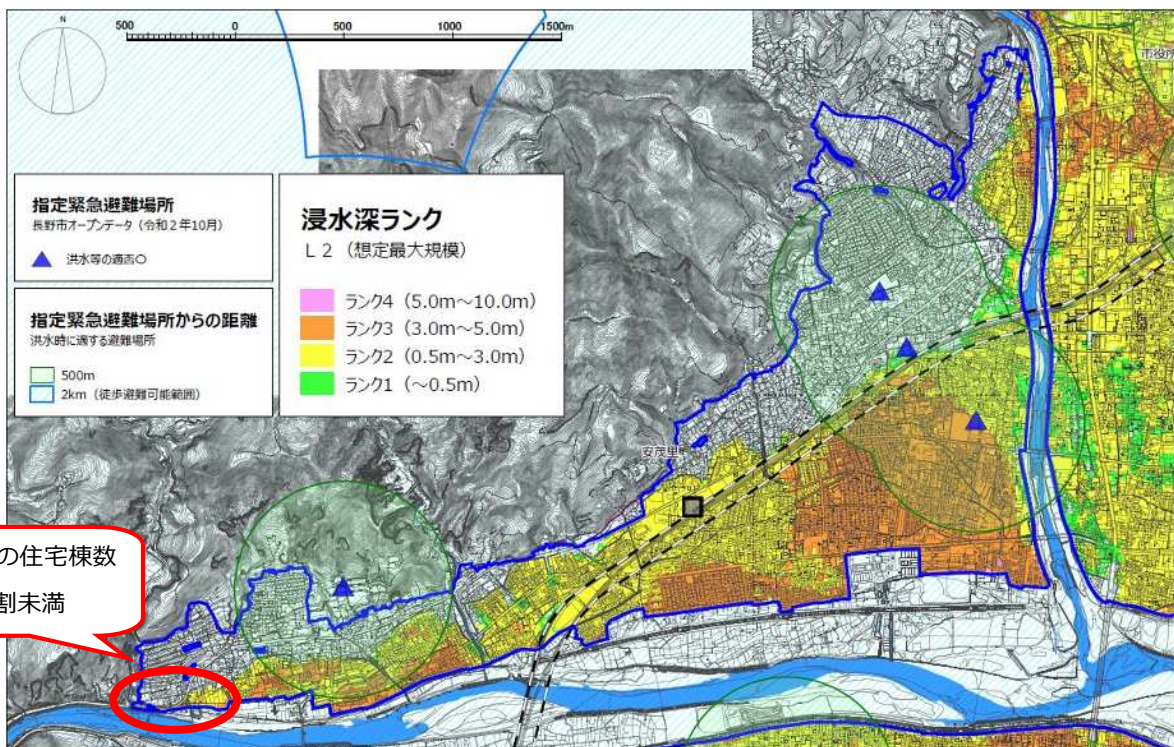 N
500 0 500 1000 1500m
市役所
指定緊急避難場所
長野市オープンデータ（令和２年10月）
洪水等の適否〇
指定緊急避難場所からの距離
洪水時に適する避難場所
500m
2km（徒歩避難可能範囲）
浸水深ランク
Ｌ２（想定最大規模）
ランク4（5.0m～10.0m）
ランク3（3.0m～5.0m）
ランク2（0.5m～3.0m）
ランク1（～0.5m）
安茂里
の住宅棟数
割未満